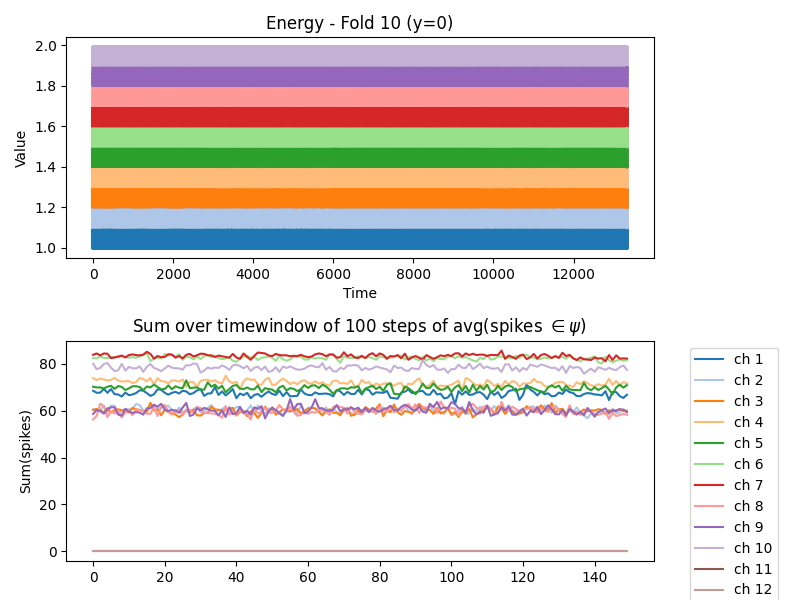 Energy - Fold 10 (y=0)
2.0
1.8
1.6
1.4
1.2
1.0
Value
0 2000 4000 6000 8000 10000 12000
Time
Sum over timewindow of 100 steps of avg(spikes ∈ ψ)
80
60
40
20
0
Sum(spikes)
0 20 40 60 80 100 120 140
ch 1
ch 2
ch 3
ch 4
ch 5
ch 6
ch 7
ch 8
ch 9
ch 10
ch 11
ch 12